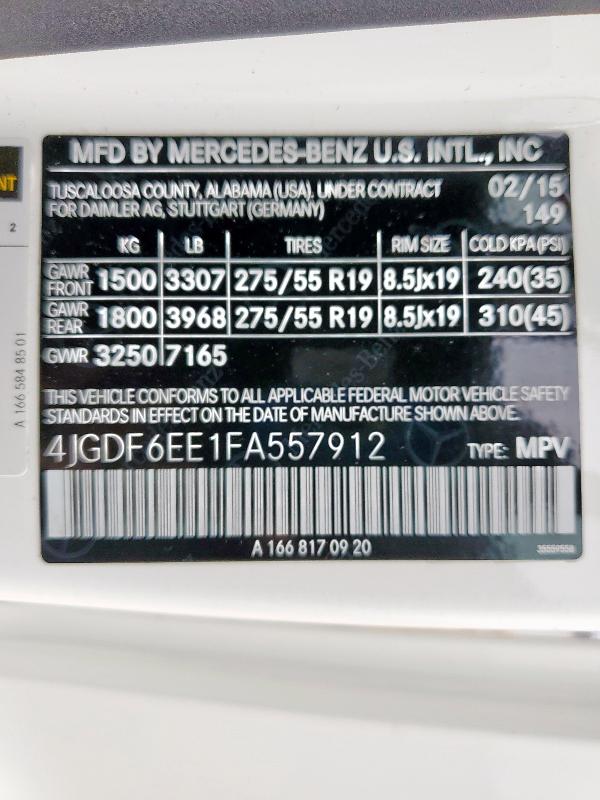 MFD BY MERCEDES-BENZ U.S. INTL., INC
TUSCALOOSA COUNTY, ALABAMA (USA), UNDER CONTRACT 02/15
FOR DAIMLER AG, STUTTGART (GERMANY) 149
KG LB TIRES RIM SIZE COLD KPA(PSI)
GAWR FRONT 1500 3307 275/55 R19 8.5Jx19 240(35)
GAWR REAR 1800 3968 275/55 R19 8.5Jx19 310(45)
GVWR 3250 7165
THIS VEHICLE CONFORMS TO ALL APPLICABLE FEDERAL MOTOR VEHICLE SAFETY
STANDARDS IN EFFECT ON THE DATE OF MANUFACTURE SHOWN ABOVE.
4JGDF6EE1FA557912 TYPE: MPV
A 166 817 09 20
NT
2
A 166 584 85 01